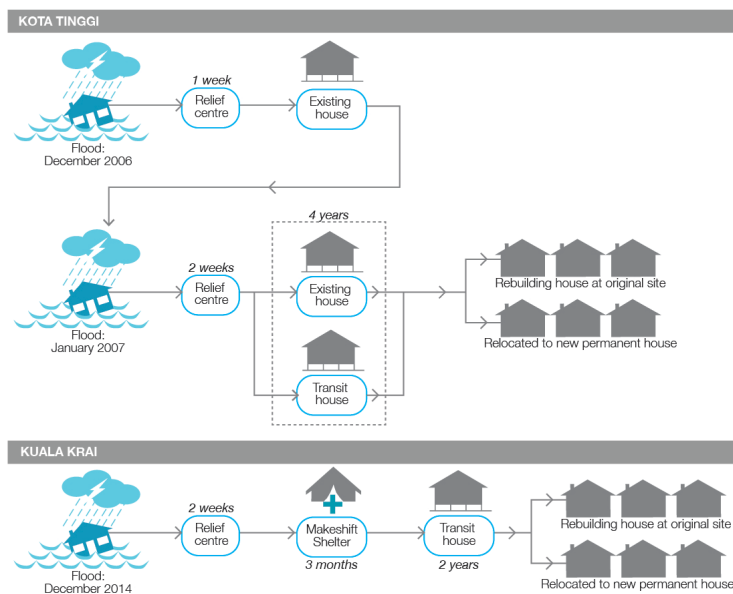 KOTA TINGGI
1 week
Relief
centre
Existing
house
Flood:
December 2006
4 years
2 weeks
Relief
centre
Existing
house
Rebuilding house at original site
Flood:
January 2007
Relocated to new permanent house
Transit
house
KUALA KRAI
2 weeks
Relief
centre
Makeshift
Shelter
3 months
Transit
house
2 years
Rebuilding house at original site
Flood:
December 2014
Relocated to new permanent house